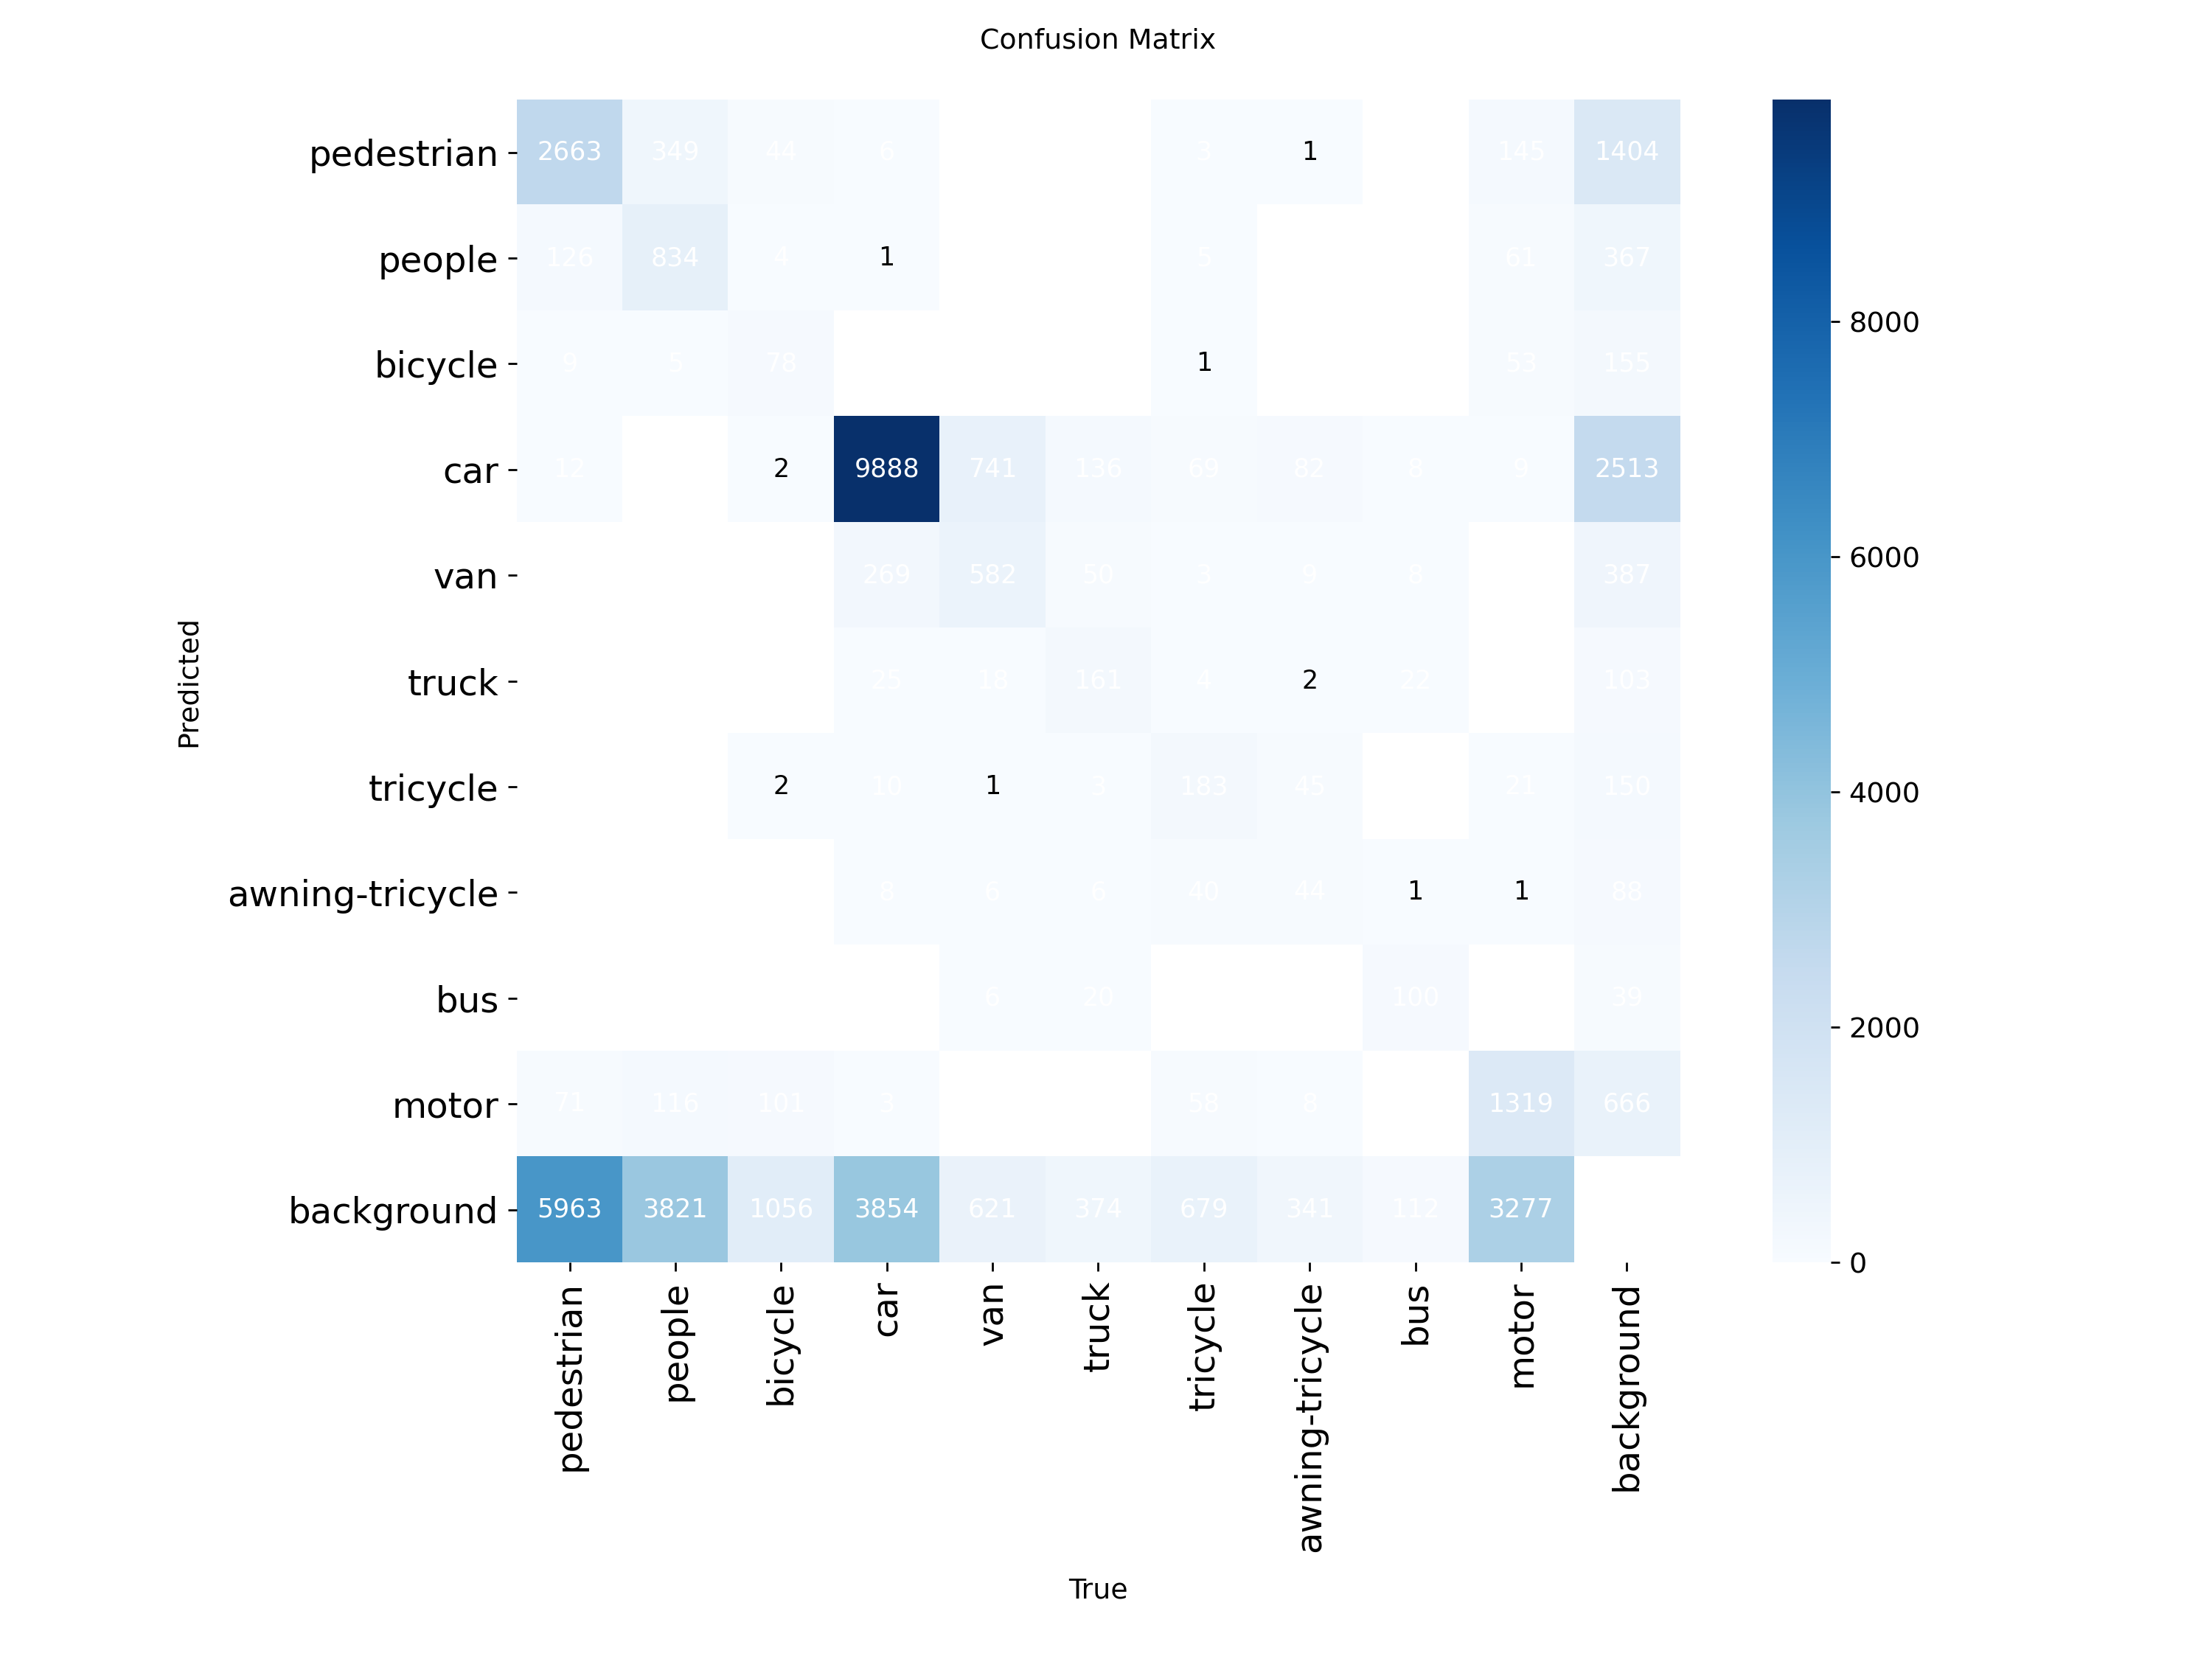 Confusion Matrix
pedestrian 2663 349 44 6 3 1 145 1404
people 126 834 4 1 5 61 367
bicycle 9 5 78 1 53 155
car 12 2 9888 741 136 69 82 8 9 2513
van 269 582 50 3 9 8 387
truck 25 18 161 4 2 22 103
tricycle 2 10 1 3 183 45 21 150
awning-tricycle 8 6 6 40 44 1 1 88
bus 6 20 100 39
motor 71 116 101 3 58 8 1319 666
background 5963 3821 1056 3854 621 374 679 341 112 3277
Predicted
pedestrian
people
bicycle
car
van
truck
tricycle
awning-tricycle
bus
motor
background
True
8000
6000
4000
2000
0